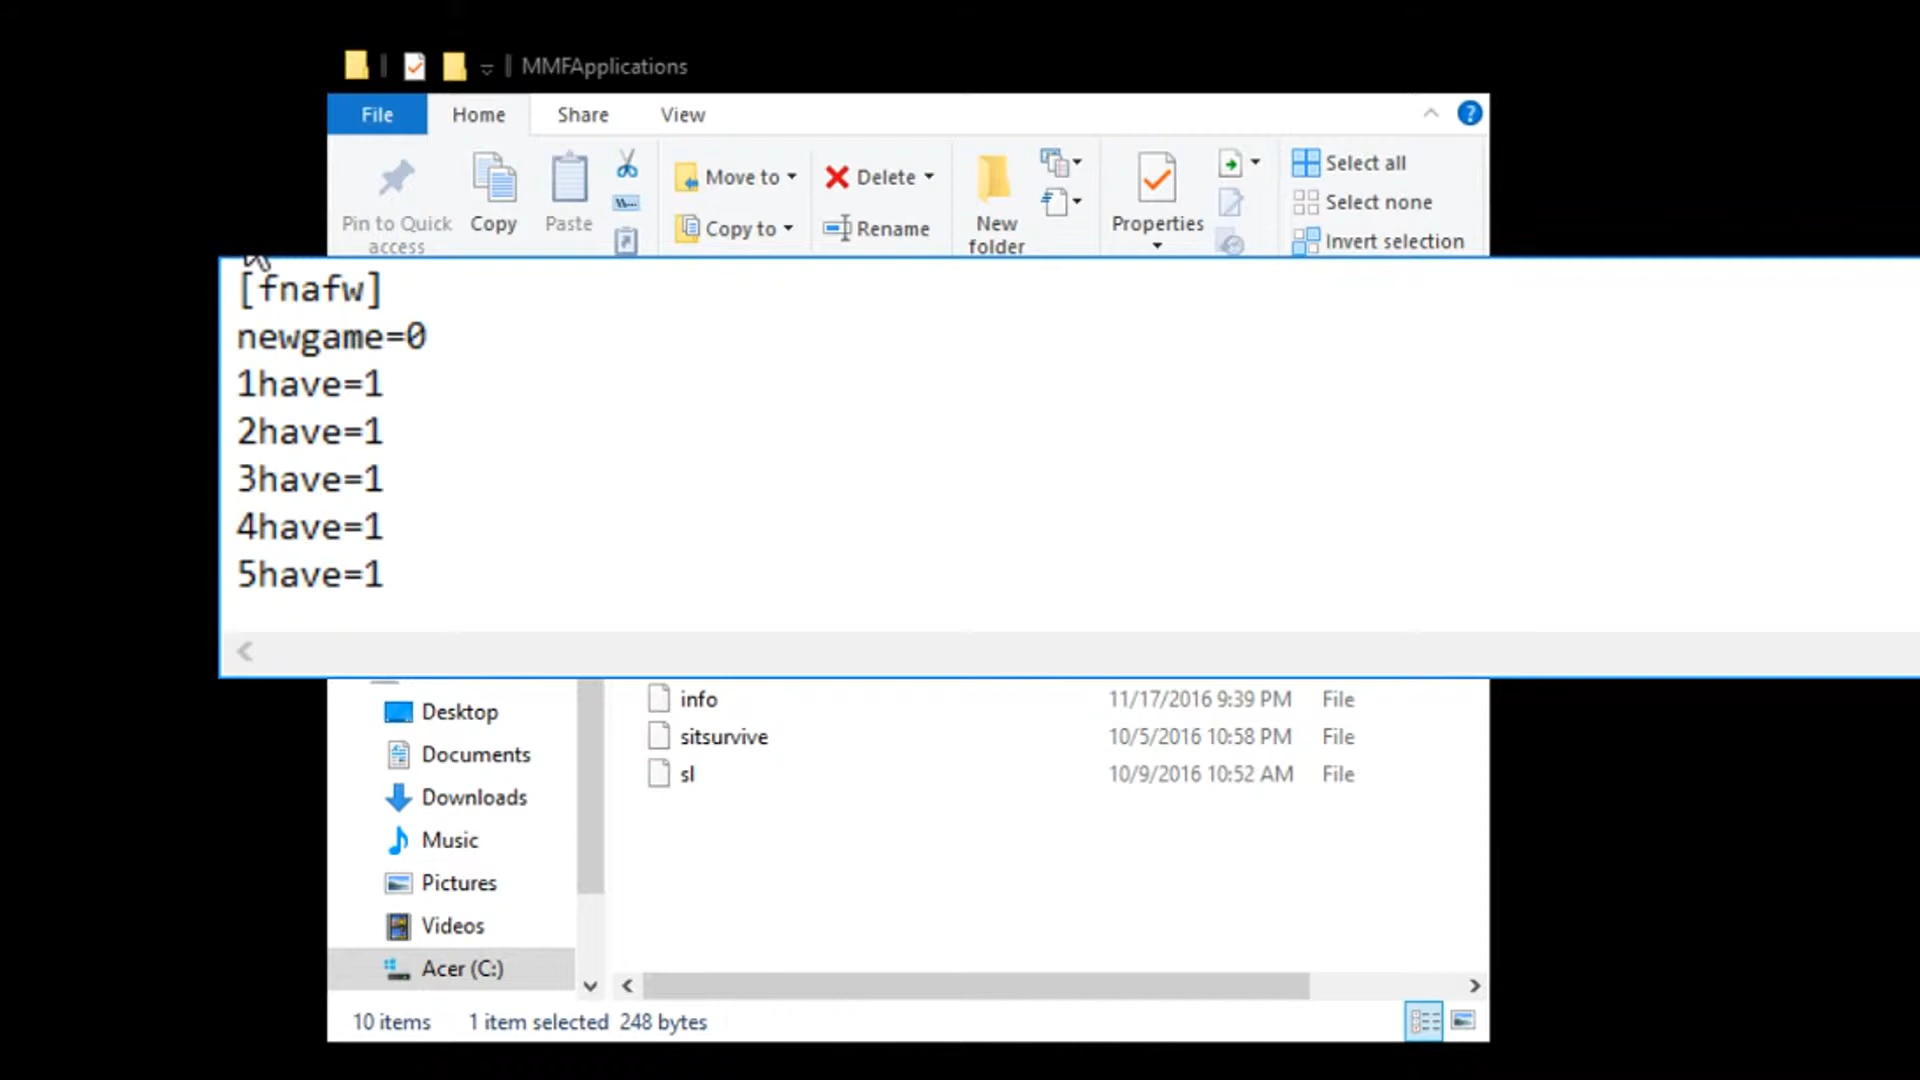 MMFApplications
File Home Share View
Pin to Quick access
Copy
Paste
Move to
Copy to
Delete
Rename
New folder
Properties
Select all
Select none
Invert selection
[fnafw]
newgame=0
1have=1
2have=1
3have=1
4have=1
5have=1
Desktop
Documents
Downloads
Music
Pictures
Videos
Acer (C:)
info 11/17/2016 9:39 PM File
sitsurvive 10/5/2016 10:58 PM File
sl 10/9/2016 10:52 AM File
10 items 1 item selected 248 bytes